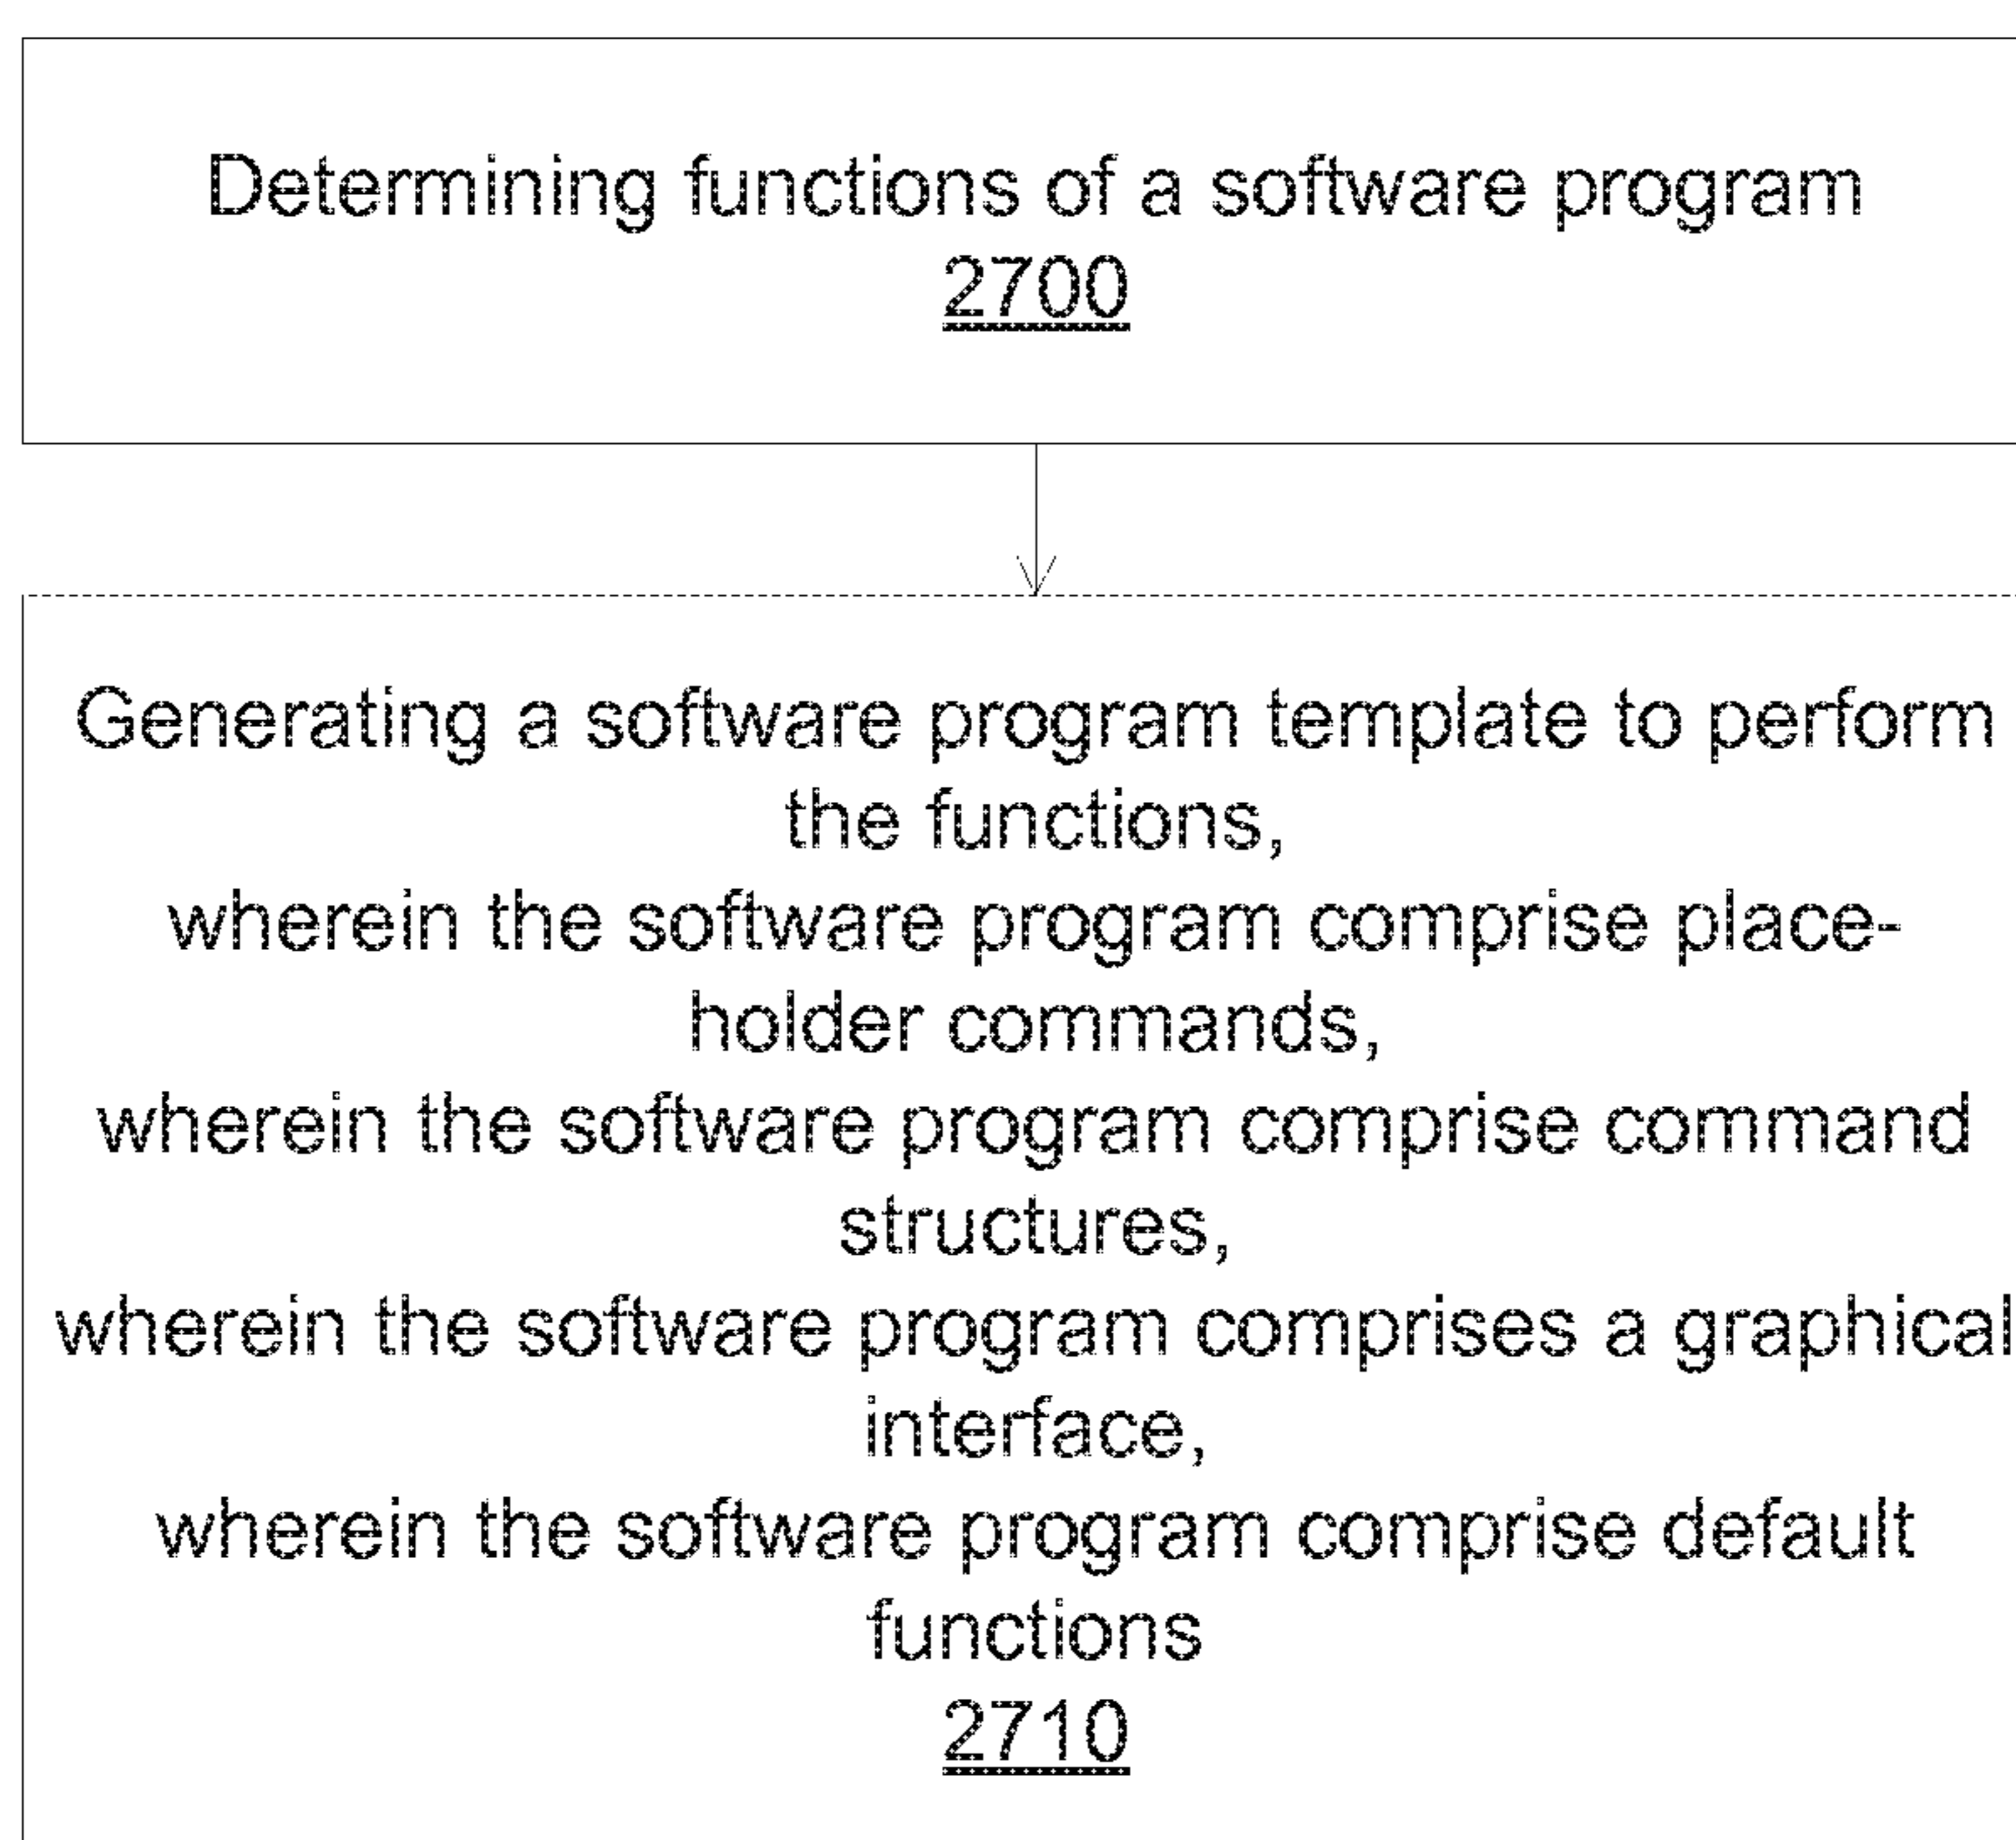 Determining functions of a software program
2700
Generating a software program template to perform
the functions,
wherein the software program comprise place-
holder commands,
wherein the software program comprise command
structures,
wherein the software program comprises a graphical
interface,
wherein the software program comprise default
functions
2710